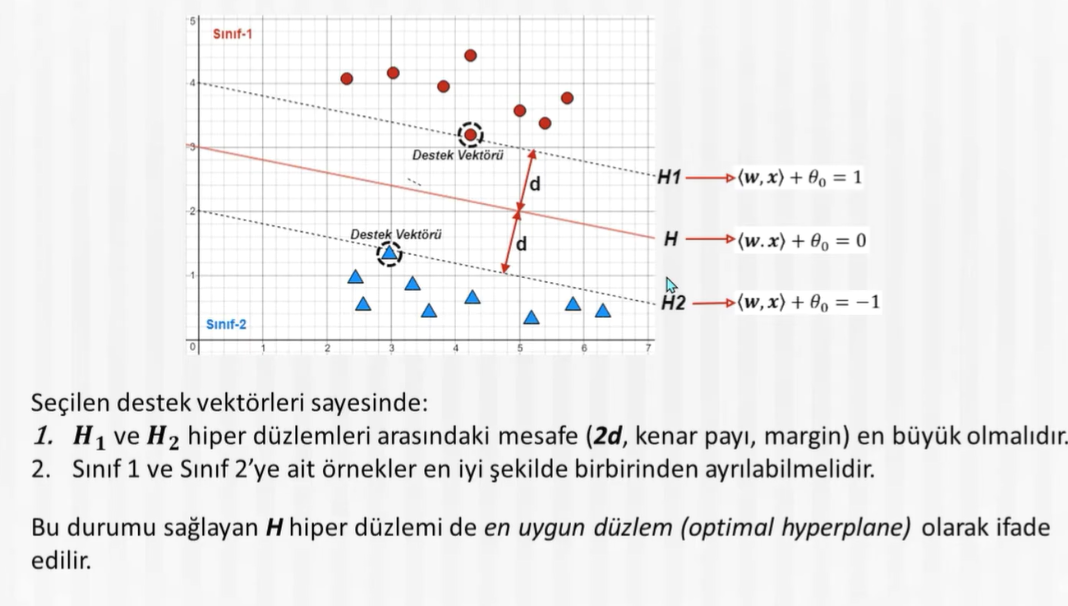 5
Sınıf-1
4
Destek Vektörü
3
H1 ⟨w, x⟩ + θ₀ = 1
d
2
Destek Vektörü
d
H ⟨w. x⟩ + θ₀ = 0
1
H2 ⟨w, x⟩ + θ₀ = −1
Sınıf-2
0 1 2 3 4 5 6 7
Seçilen destek vektörleri sayesinde:
1. H₁ ve H₂ hiper düzlemleri arasındaki mesafe (2d, kenar payı, margin) en büyük olmalıdır.
2. Sınıf 1 ve Sınıf 2’ye ait örnekler en iyi şekilde birbirinden ayrılabilmelidir.
Bu durumu sağlayan H hiper düzlemi de en uygun düzlem (optimal hyperplane) olarak ifade
edilir.